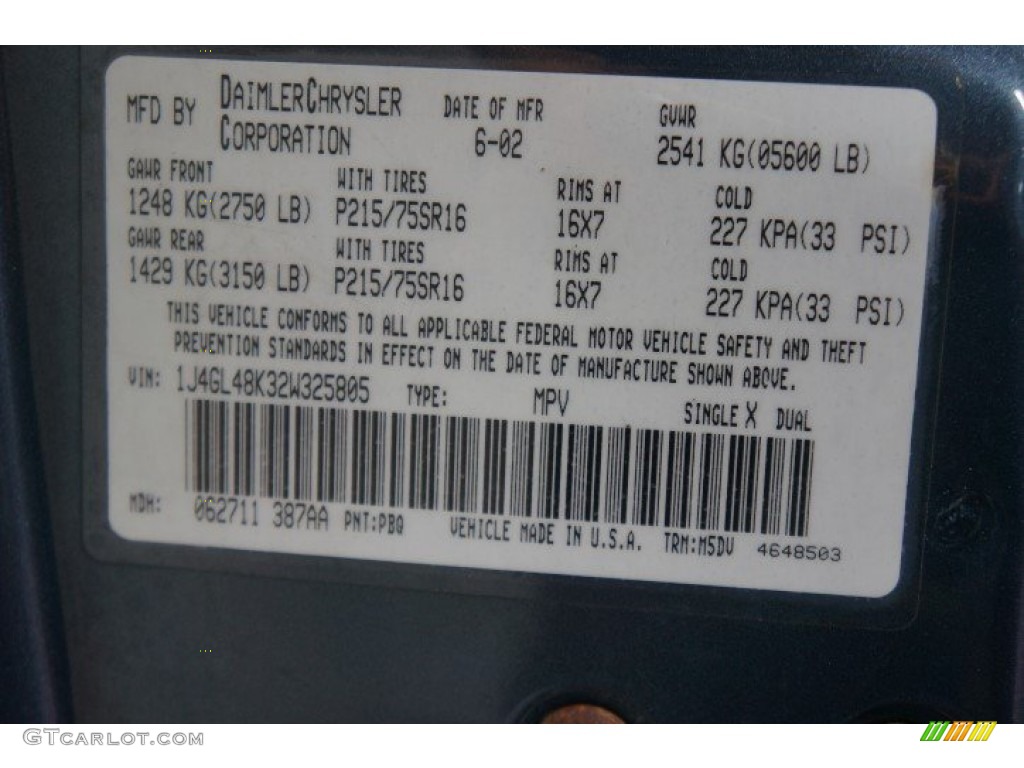 MFD BY DAIMLERCHRYSLER CORPORATION DATE OF MFR 6-02 GVWR 2541 KG(05600 LB)
GAWR FRONT WITH TIRES RIMS AT COLD
1248 KG(2750 LB) P215/75SR16 16X7 227 KPA(33 PSI)
GAWR REAR WITH TIRES RIMS AT COLD
1429 KG(3150 LB) P215/75SR16 16X7 227 KPA(33 PSI)
THIS VEHICLE CONFORMS TO ALL APPLICABLE FEDERAL MOTOR VEHICLE SAFETY AND THEFT
PREVENTION STANDARDS IN EFFECT ON THE DATE OF MANUFACTURE SHOWN ABOVE.
VIN: 1J4GL48K32W325805 TYPE: MPV SINGLE X DUAL
MDH: 062711 387AA PNT:PBQ VEHICLE MADE IN U.S.A. TRM:M5DV 4648503
GTCARLOT.COM